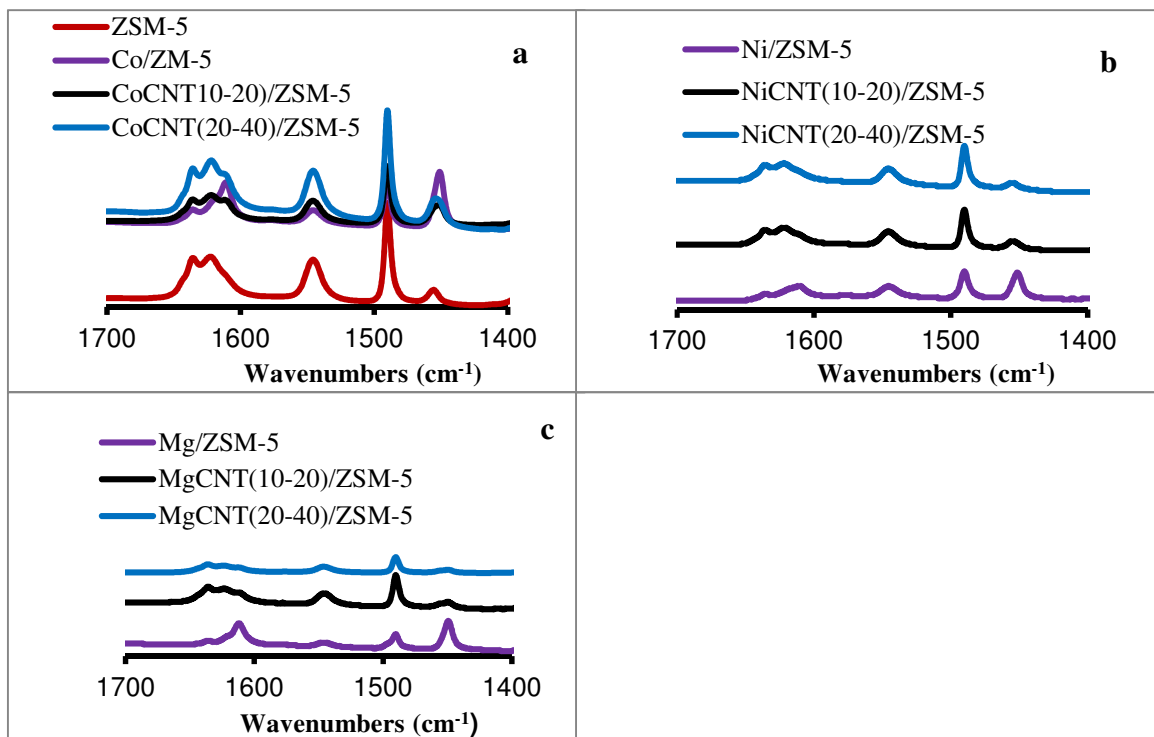 ZSM-5
Co/ZM-5
CoCNT10-20)/ZSM-5
CoCNT(20-40)/ZSM-5
a
1700 1600 1500 1400
Wavenumbers (cm-1)
Ni/ZSM-5
NiCNT(10-20)/ZSM-5
NiCNT(20-40)/ZSM-5
b
1700 1600 1500 1400
Wavenumbers (cm-1)
Mg/ZSM-5
MgCNT(10-20)/ZSM-5
MgCNT(20-40)/ZSM-5
c
1700 1600 1500 1400
Wavenumbers (cm-1)